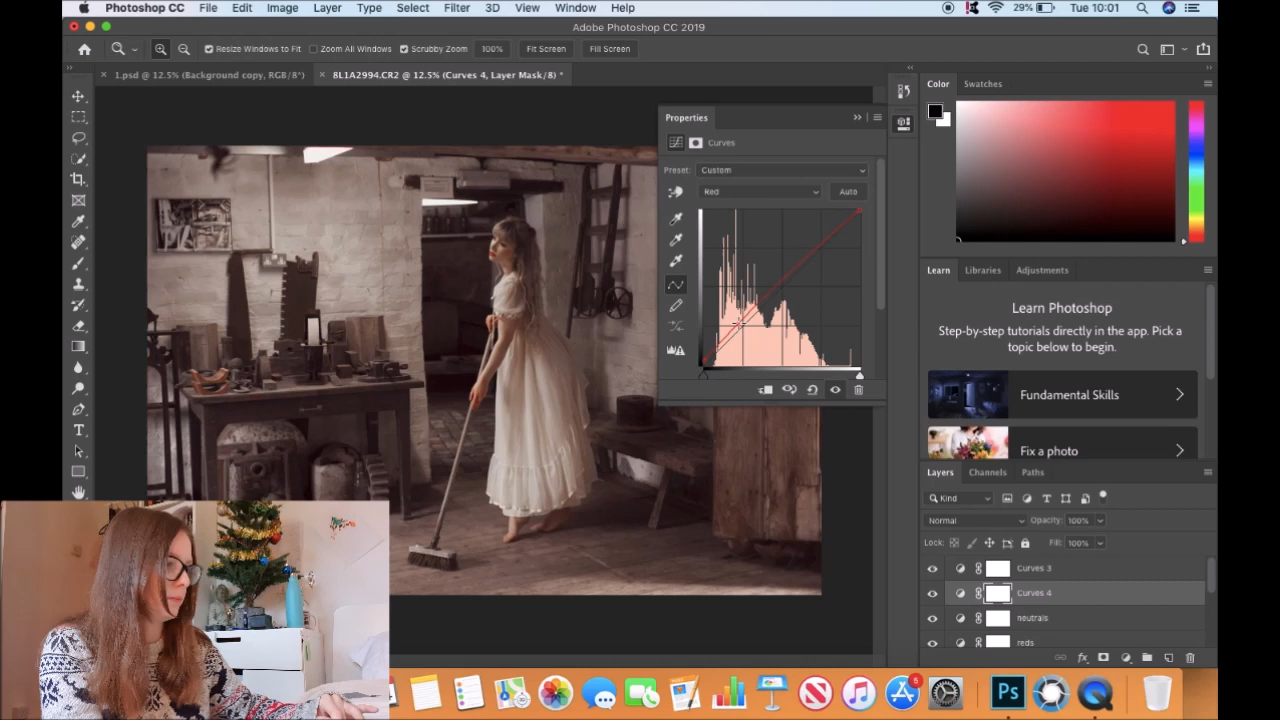 Photoshop CC File Edit Image Layer Type Select Filter 3D View Window Help 29% Tue 10:01
Adobe Photoshop CC 2019
Resize Windows to Fit Zoom All Windows Scrubby Zoom 100% Fit Screen Fill Screen
1.psd @ 12.5% (Background copy, RGB/8*) 8L1A2994.CR2 @ 12.5% (Curves 4, Layer Mask/8) *
Color Swatches
Properties
Curves
Preset: Custom
Red Auto
Learn Libraries Adjustments
Learn Photoshop
Step-by-step tutorials directly in the app. Pick a
topic below to begin.
Fundamental Skills
Fix a photo
Layers Channels Paths
Kind
Normal Opacity: 100%
Lock: Fill: 100%
Curves 3
Curves 4
neutrals
reds
fx
5
Ps